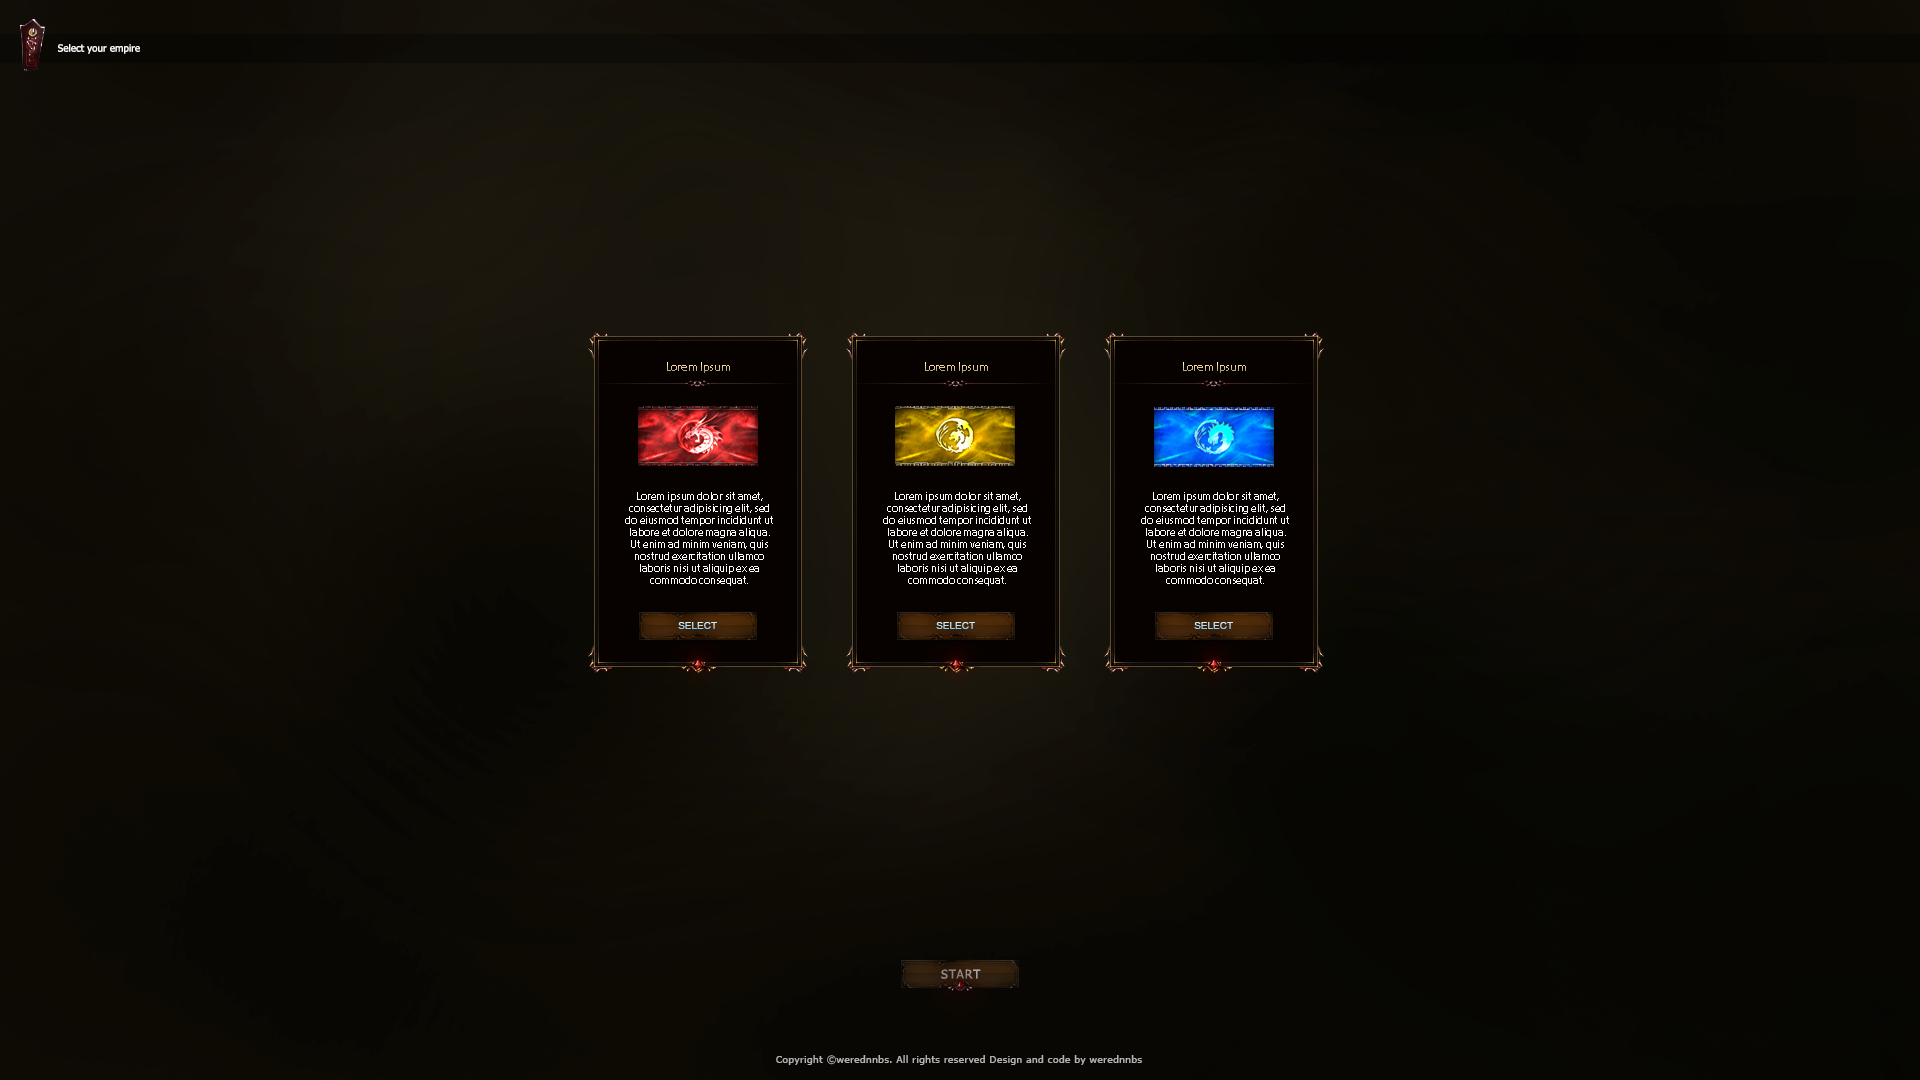 Select your empire
Lorem Ipsum
Lorem ipsum dolor sit amet,
consectetur adipisicing elit, sed
do eiusmod tempor incididunt ut
labore et dolore magna aliqua.
Ut enim ad minim veniam, quis
nostrud exercitation ullamco
laboris nisi ut aliquip ex ea
commodo consequat.
SELECT
Lorem Ipsum
Lorem ipsum dolor sit amet,
consectetur adipisicing elit, sed
do eiusmod tempor incididunt ut
labore et dolore magna aliqua.
Ut enim ad minim veniam, quis
nostrud exercitation ullamco
laboris nisi ut aliquip ex ea
commodo consequat.
SELECT
Lorem Ipsum
Lorem ipsum dolor sit amet,
consectetur adipisicing elit, sed
do eiusmod tempor incididunt ut
labore et dolore magna aliqua.
Ut enim ad minim veniam, quis
nostrud exercitation ullamco
laboris nisi ut aliquip ex ea
commodo consequat.
SELECT
START
Copyright ©werednnbs. All rights reserved Design and code by werednnbs